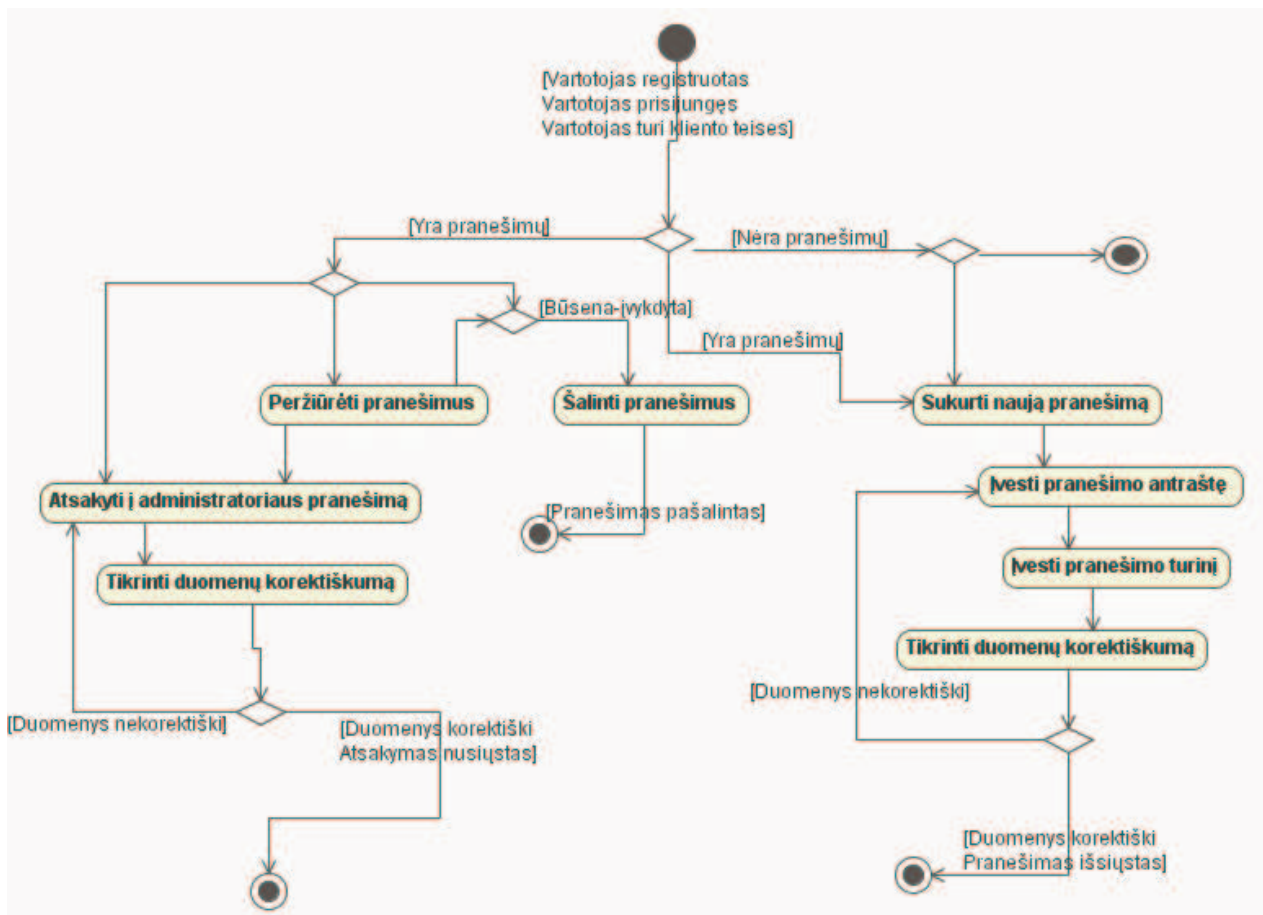 [Vartotojas registruotas
Vartotojas prisijungęs
Vartotojas turi kliento teises]
[Yra pranešimų]
[Nėra pranešimų]
[Būsena-įvykdyta]
[Yra pranešimų]
Peržiūrėti pranešimus
Šalinti pranešimus
Sukurti naują pranešimą
Atsakyti į administratoriaus pranešimą
Įvesti pranešimo antraštę
[Pranešimas pašalintas]
Tikrinti duomenų korektiškumą
Įvesti pranešimo turinį
Tikrinti duomenų korektiškumą
[Duomenys nekorektiški]
[Duomenys nekorektiški]
[Duomenys korektiški
Atsakymas nusiųstas]
[Duomenys korektiški
Pranešimas išsiųstas]